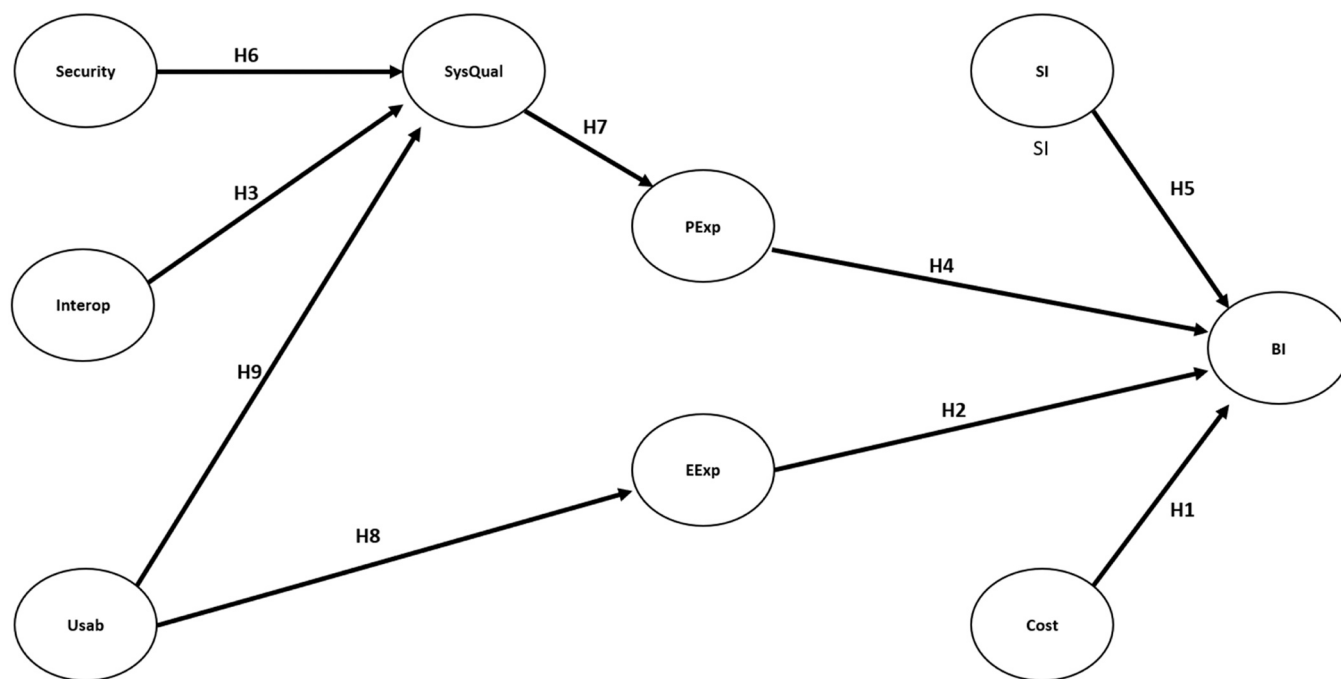 H6
Security
SysQual
SI
H7
SI
H3
H5
PExp
H4
Interop
BI
H9
H2
EExp
H1
H8
Usab
Cost